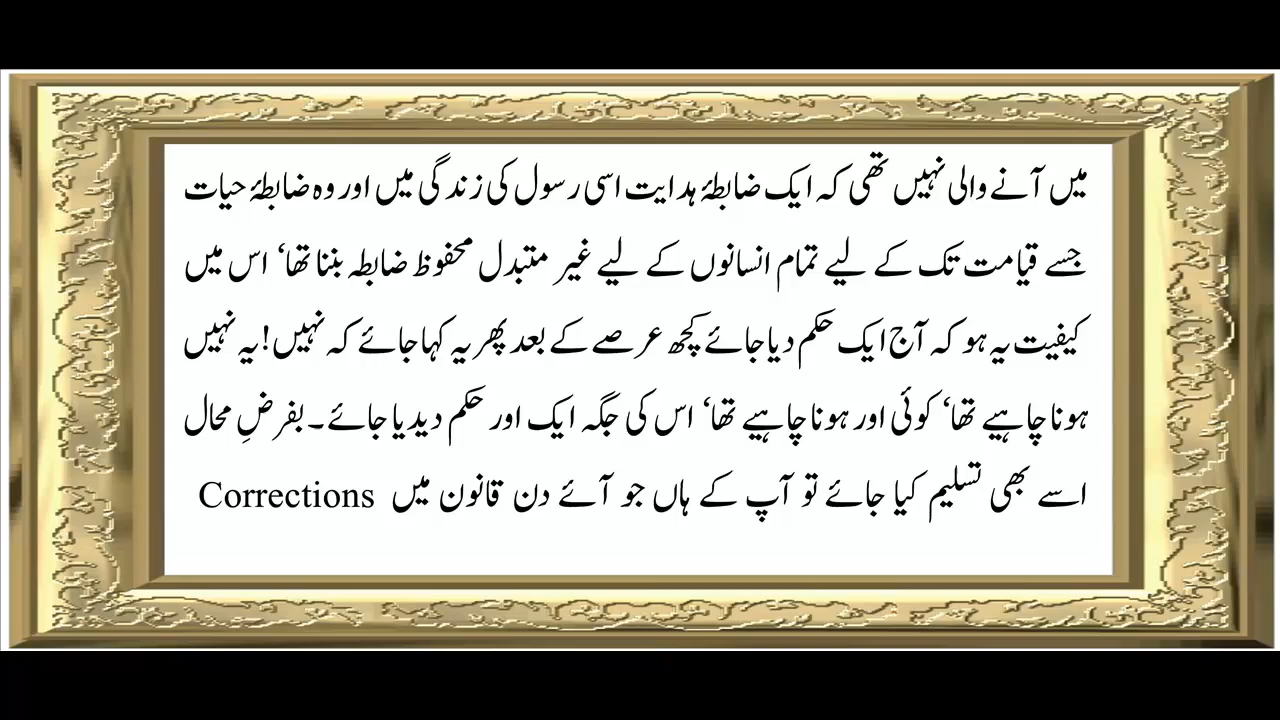 میں آنے والی نہیں تھی کہ ایک ضابطۂ ہدایت اسی رسول کی زندگی میں اور وہ ضابطۂ حیات
جسے قیامت تک کے لیے تمام انسانوں کے لیے غیر متبدل محفوظ ضابطہ بننا تھا‘ اس میں
کیفیت یہ ہو کہ آج ایک حکم دیا جائے کچھ عرصے کے بعد پھر یہ کہا جائے کہ نہیں! یہ نہیں
ہونا چاہیے تھا‘ کوئی اور ہونا چاہیے تھا‘ اس کی جگہ ایک اور حکم دیدیا جائے۔ بفرضِ محال
اسے بھی تسلیم کیا جائے تو آپ کے ہاں جو آئے دن قانون میں Corrections